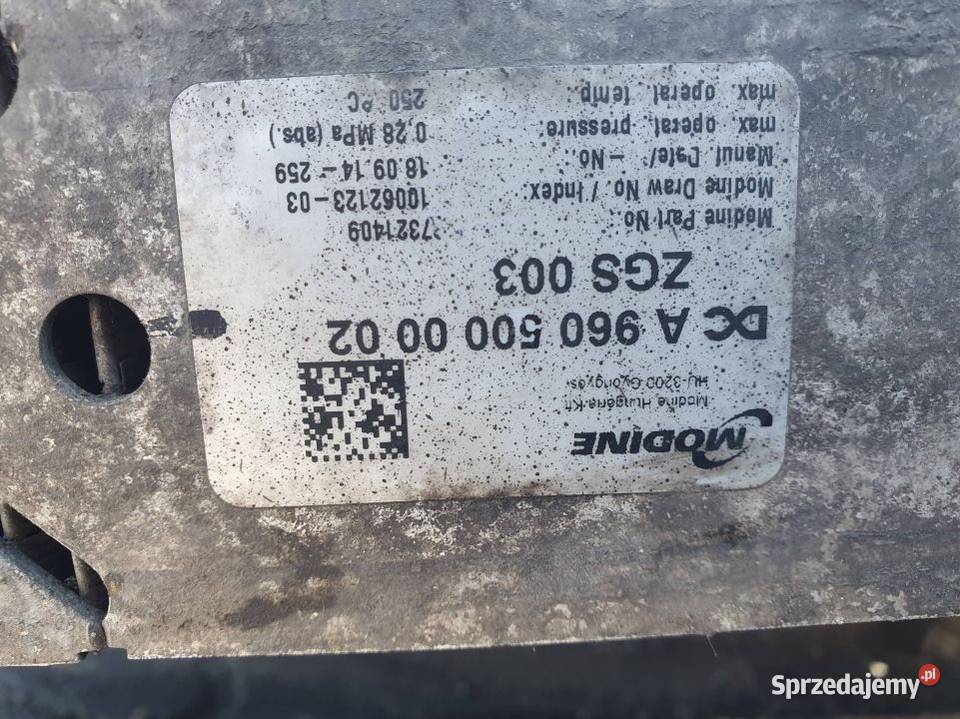 MODINE
Modine Hungária Kft
HU-3200 Gyöngyös
DC A 960 500 00 02
ZGS 003
Modine Part No.: 7321409
Modine Draw No. / Index 10062123 - 03
Manuf. Date/ - No. 18.09.14 - 259
max. operat. pressure: 0,28 MPa (abs.)
max. operat. temp.: 250 °C
Sprzedajemy.pl